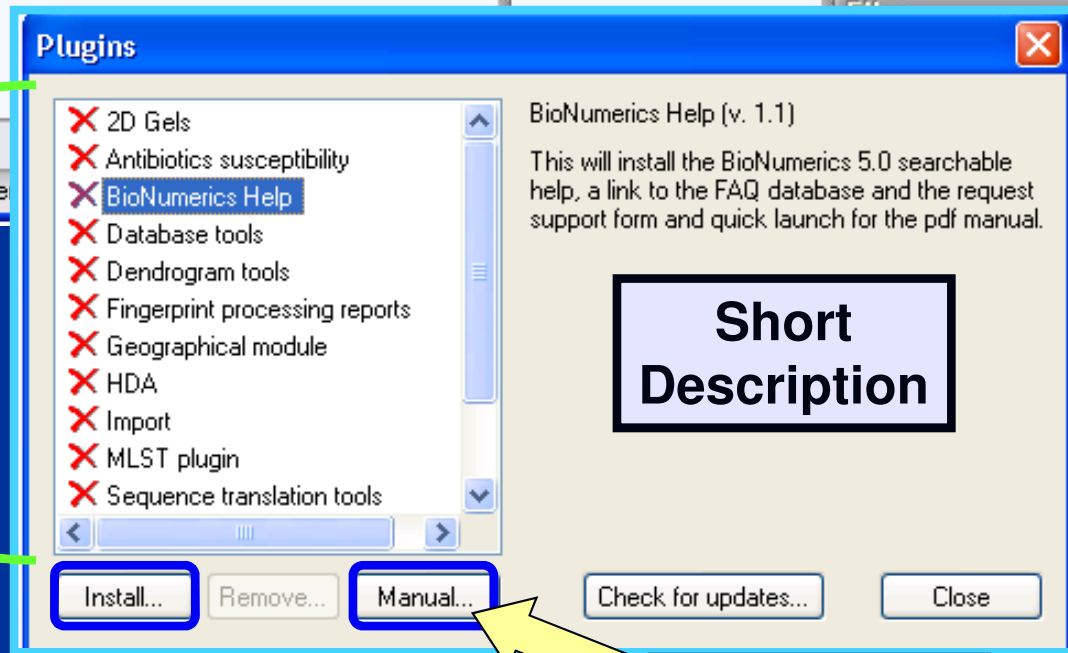 Plugins
2D Gels
Antibiotics susceptibility
BioNumerics Help
Database tools
Dendrogram tools
Fingerprint processing reports
Geographical module
HDA
Import
MLST plugin
Sequence translation tools
BioNumerics Help (v. 1.1)
This will install the BioNumerics 5.0 searchable
help, a link to the FAQ database and the request
support form and quick launch for the pdf manual.
Short
Description
Install...
Remove...
Manual...
Check for updates...
Close